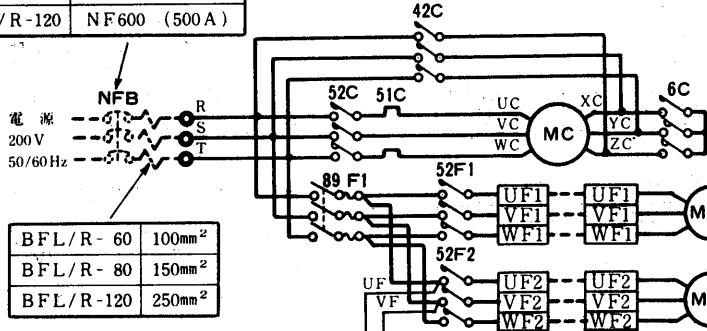 /R-120 NF600 (500A)
42C
NFB
電源
200V
50/60Hz
R
S
T
52C
51C
UC
VC
WC
MC
XC
YC
ZC
6C
89 F1
52F1
UF1 UF1
VF1 VF1
WF1 WF1
M
52F2
UF
VF
UF2 UF2
VF2 VF2
WF2 WF2
M
BFL/R- 60 100mm²
BFL/R- 80 150mm²
BFL/R-120 250mm²